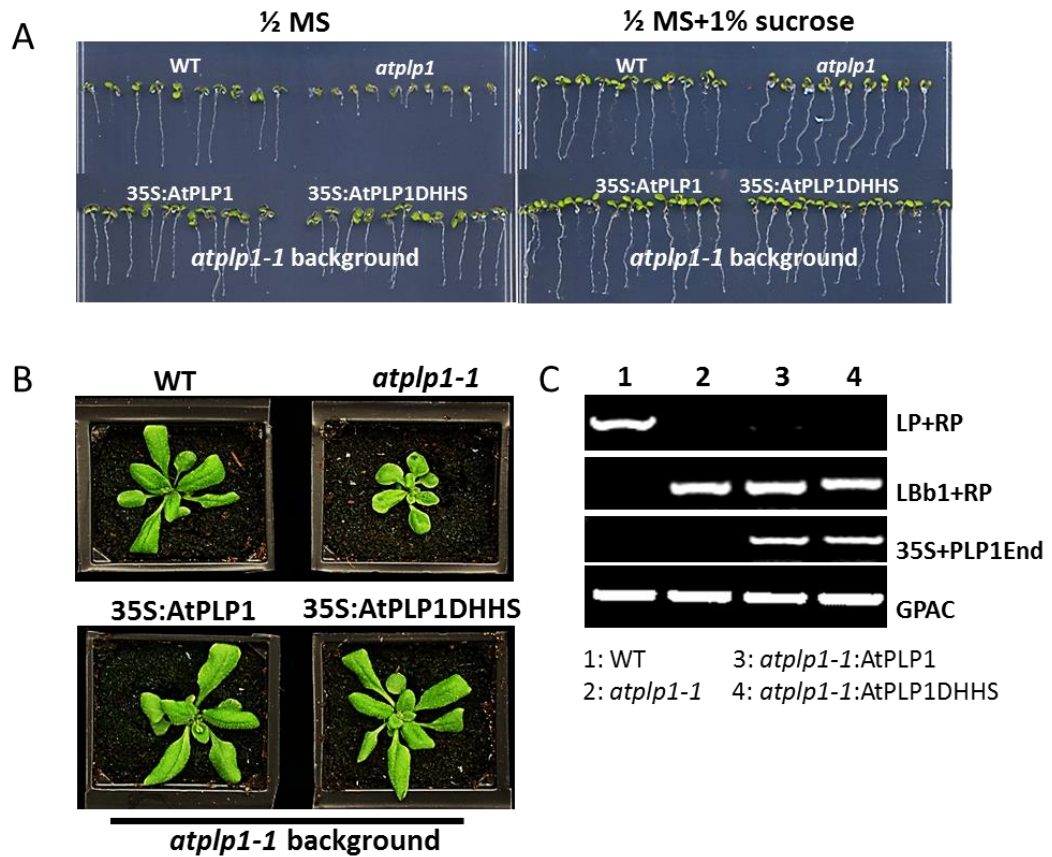 A
½ MS
½ MS+1% sucrose
WT
atplp1
WT
atplp1
35S:AtPLP1
35S:AtPLP1DHHS
35S:AtPLP1
35S:AtPLP1DHHS
atplp1-1 background
atplp1-1 background
B
WT
atplp1-1
35S:AtPLP1
35S:AtPLP1DHHS
atplp1-1 background
C
1 2 3 4
LP+RP
LBb1+RP
35S+PLP1End
GPAC
1: WT
3: atplp1-1:AtPLP1
2: atplp1-1
4: atplp1-1:AtPLP1DHHS